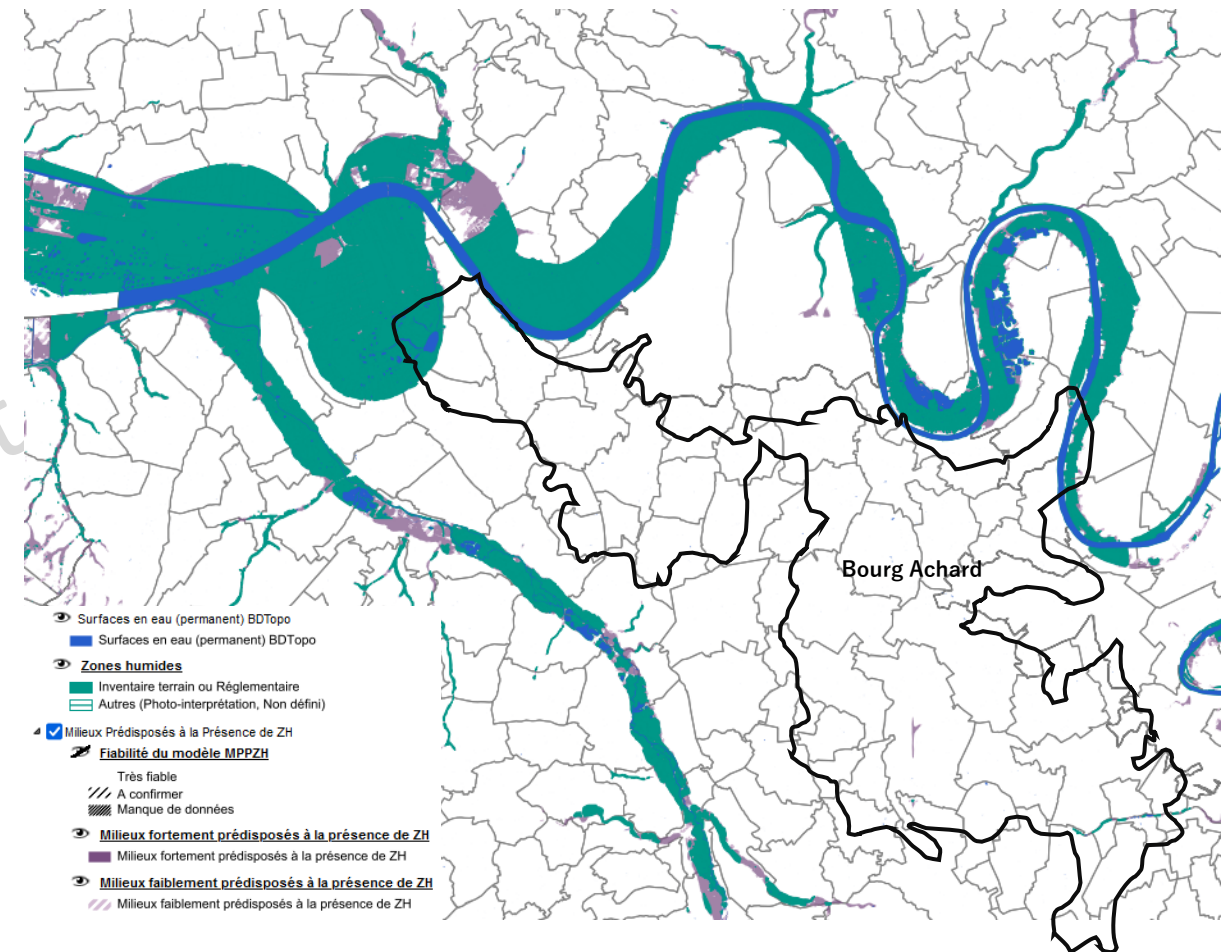 Bourg Achard
Surfaces en eau (permanent) BDTopo
Surfaces en eau (permanent) BDTopo
Zones humides
Inventaire terrain ou Réglementaire
Autres (Photo-interprétation, Non défini)
Milieux Prédisposés à la Présence de ZH
Fiabilité du modèle MPPZH
Très fiable
A confirmer
Manque de données
Milieux fortement prédisposés à la présence de ZH
Milieux fortement prédisposés à la présence de ZH
Milieux faiblement prédisposés à la présence de ZH
Milieux faiblement prédisposés à la présence de ZH